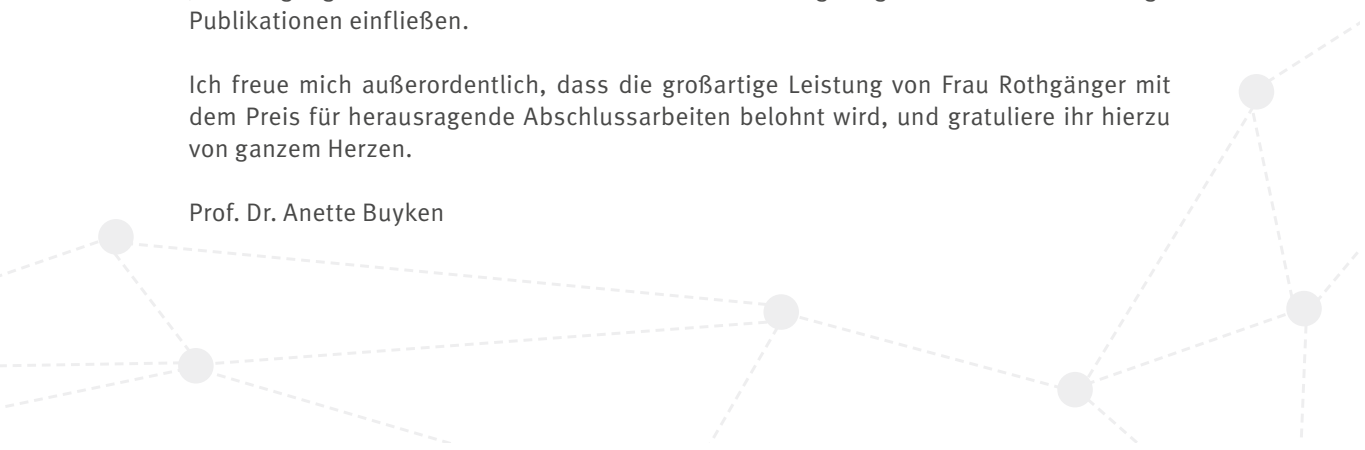 Publikationen einfließen.
Ich freue mich außerordentlich, dass die großartige Leistung von Frau Rothgänger mit
dem Preis für herausragende Abschlussarbeiten belohnt wird, und gratuliere ihr hierzu
von ganzem Herzen.
Prof. Dr. Anette Buyken